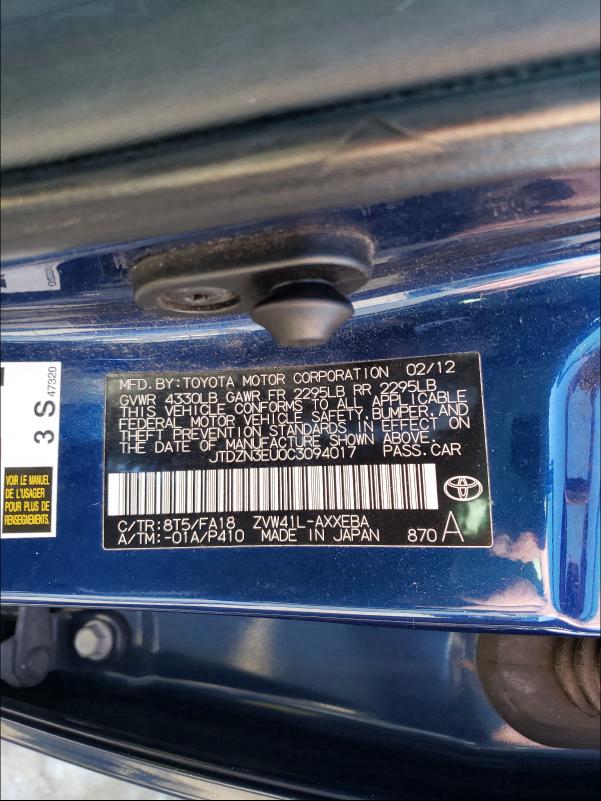 MFD. BY: TOYOTA MOTOR CORPORATION 02/12
GVWR 4330LB GAWR FR 2295LB RR 2295LB
THIS VEHICLE CONFORMS TO ALL APPLICABLE
FEDERAL MOTOR VEHICLE SAFETY, BUMPER, AND
THEFT PREVENTION STANDARDS IN EFFECT ON
THE DATE OF MANUFACTURE SHOWN ABOVE.
JTDZN3EU0C3094017 PASS. CAR
C/TR: 8T5/FA18 ZVW41L-AXXEBA
A/TM: -01A/P410 MADE IN JAPAN 870 A
3 S 47320
VOIR LE MANUEL
DE L'USAGER
POUR PLUS DE
RENSEIGNEMENTS.